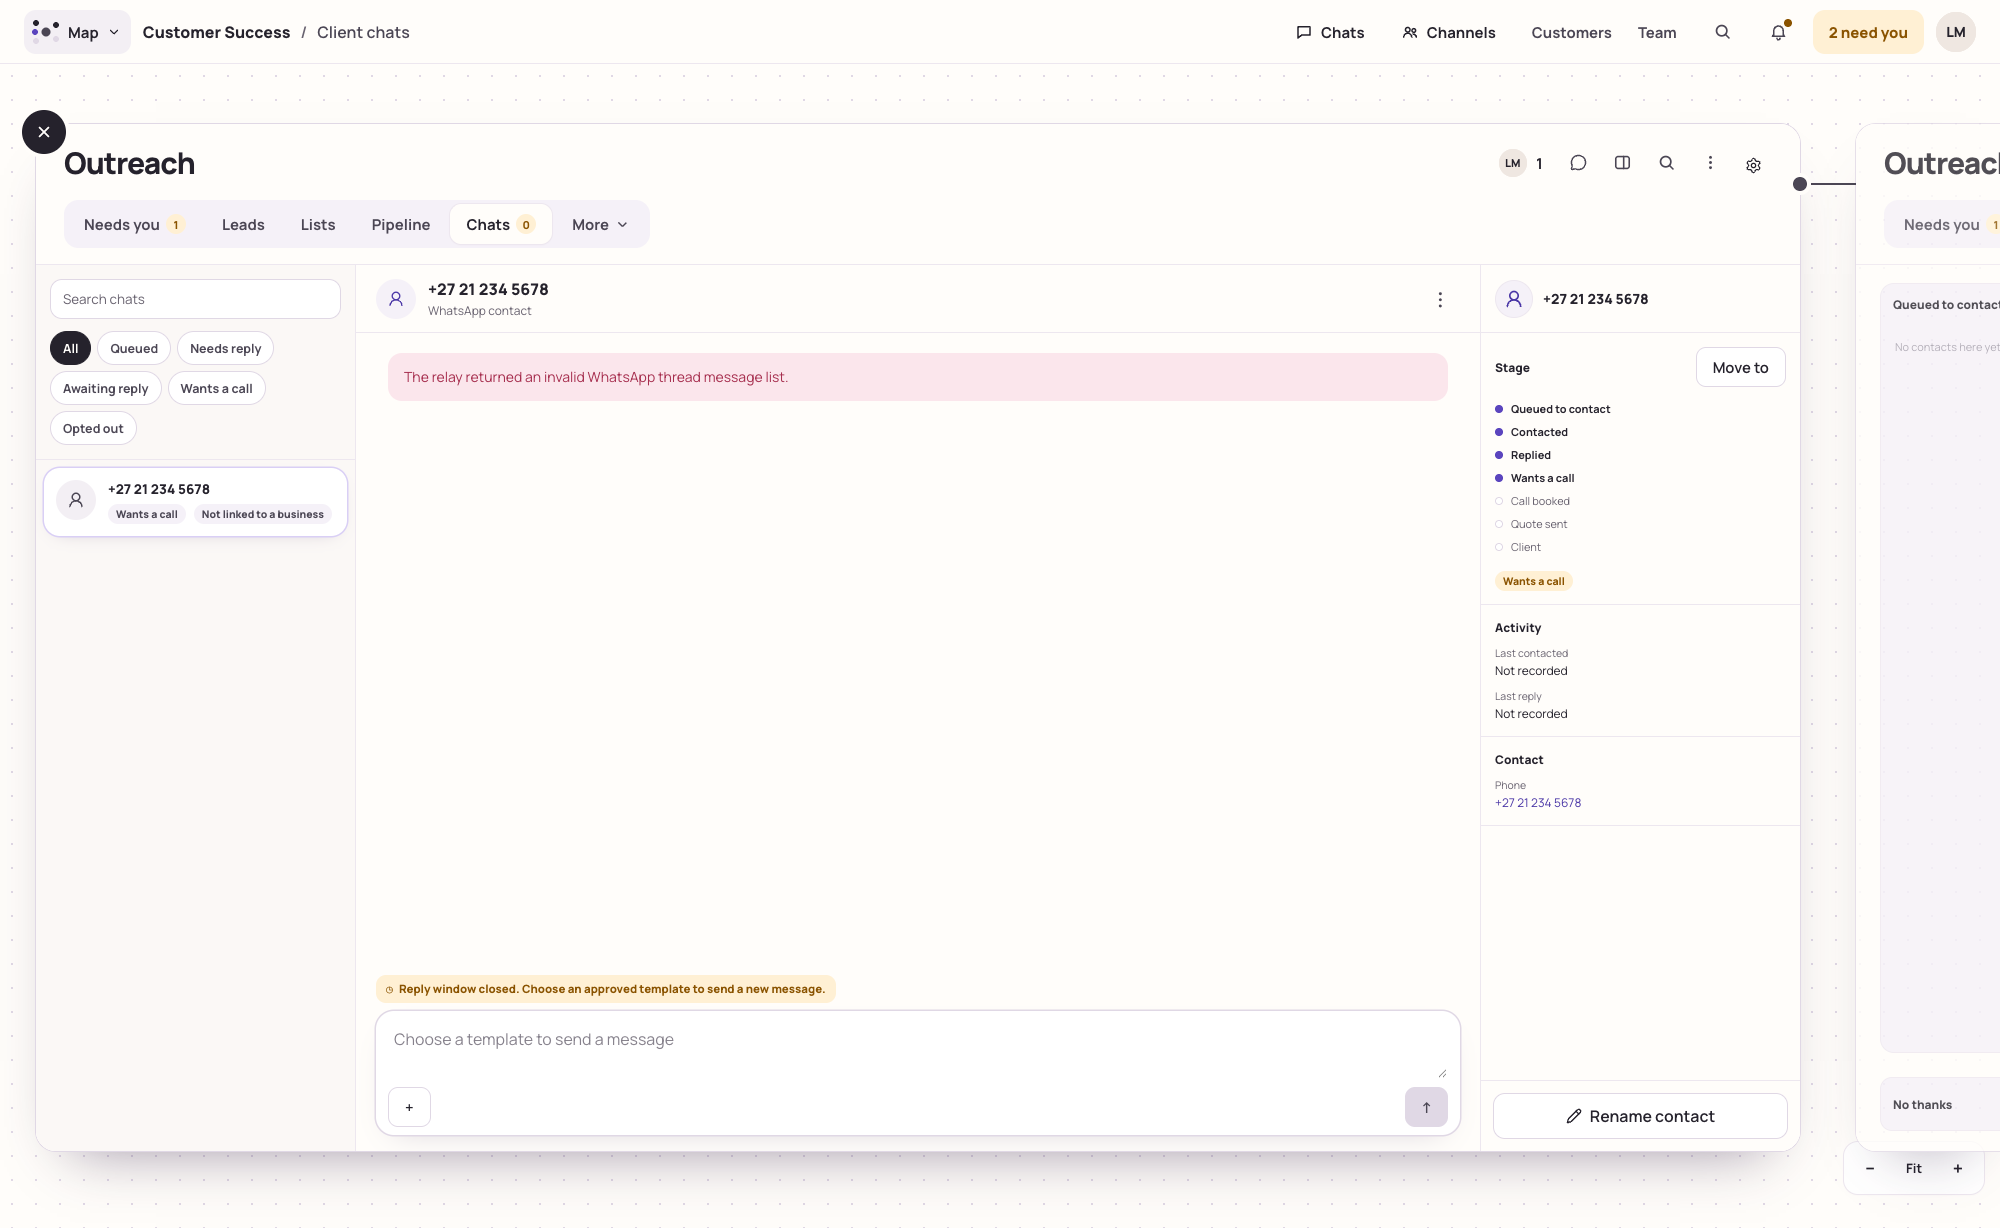 Map
Customer Success / Client chats
Chats
Channels
Customers
Team
2 need you
LM
Outreach
LM 1
Needs you 1
Leads
Lists
Pipeline
Chats 0
More
Search chats
All
Queued
Needs reply
Awaiting reply
Wants a call
Opted out
+27 21 234 5678
Wants a call
Not linked to a business
+27 21 234 5678
WhatsApp contact
The relay returned an invalid WhatsApp thread message list.
Reply window closed. Choose an approved template to send a new message.
Choose a template to send a message
+
+27 21 234 5678
Stage
Move to
Queued to contact
Contacted
Replied
Wants a call
Call booked
Quote sent
Client
Wants a call
Activity
Last contacted
Not recorded
Last reply
Not recorded
Contact
Phone
+27 21 234 5678
Rename contact
Needs you 1
Queued to contact
No contacts here yet
No thanks
− Fit +